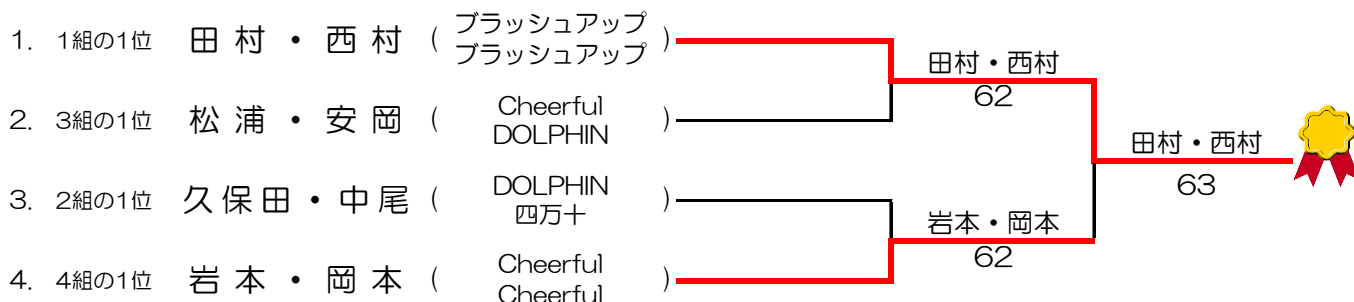 1. 1組の1位 田村・西村 ( ブラッシュアップ
ブラッシュアップ )
田村・西村
62
2. 3組の1位 松浦・安岡 ( Cheerful
DOLPHIN )
田村・西村
63
3. 2組の1位 久保田・中尾 ( DOLPHIN
四万十 )
岩本・岡本
62
4. 4組の1位 岩本・岡本 ( Cheerful
Cheerful )